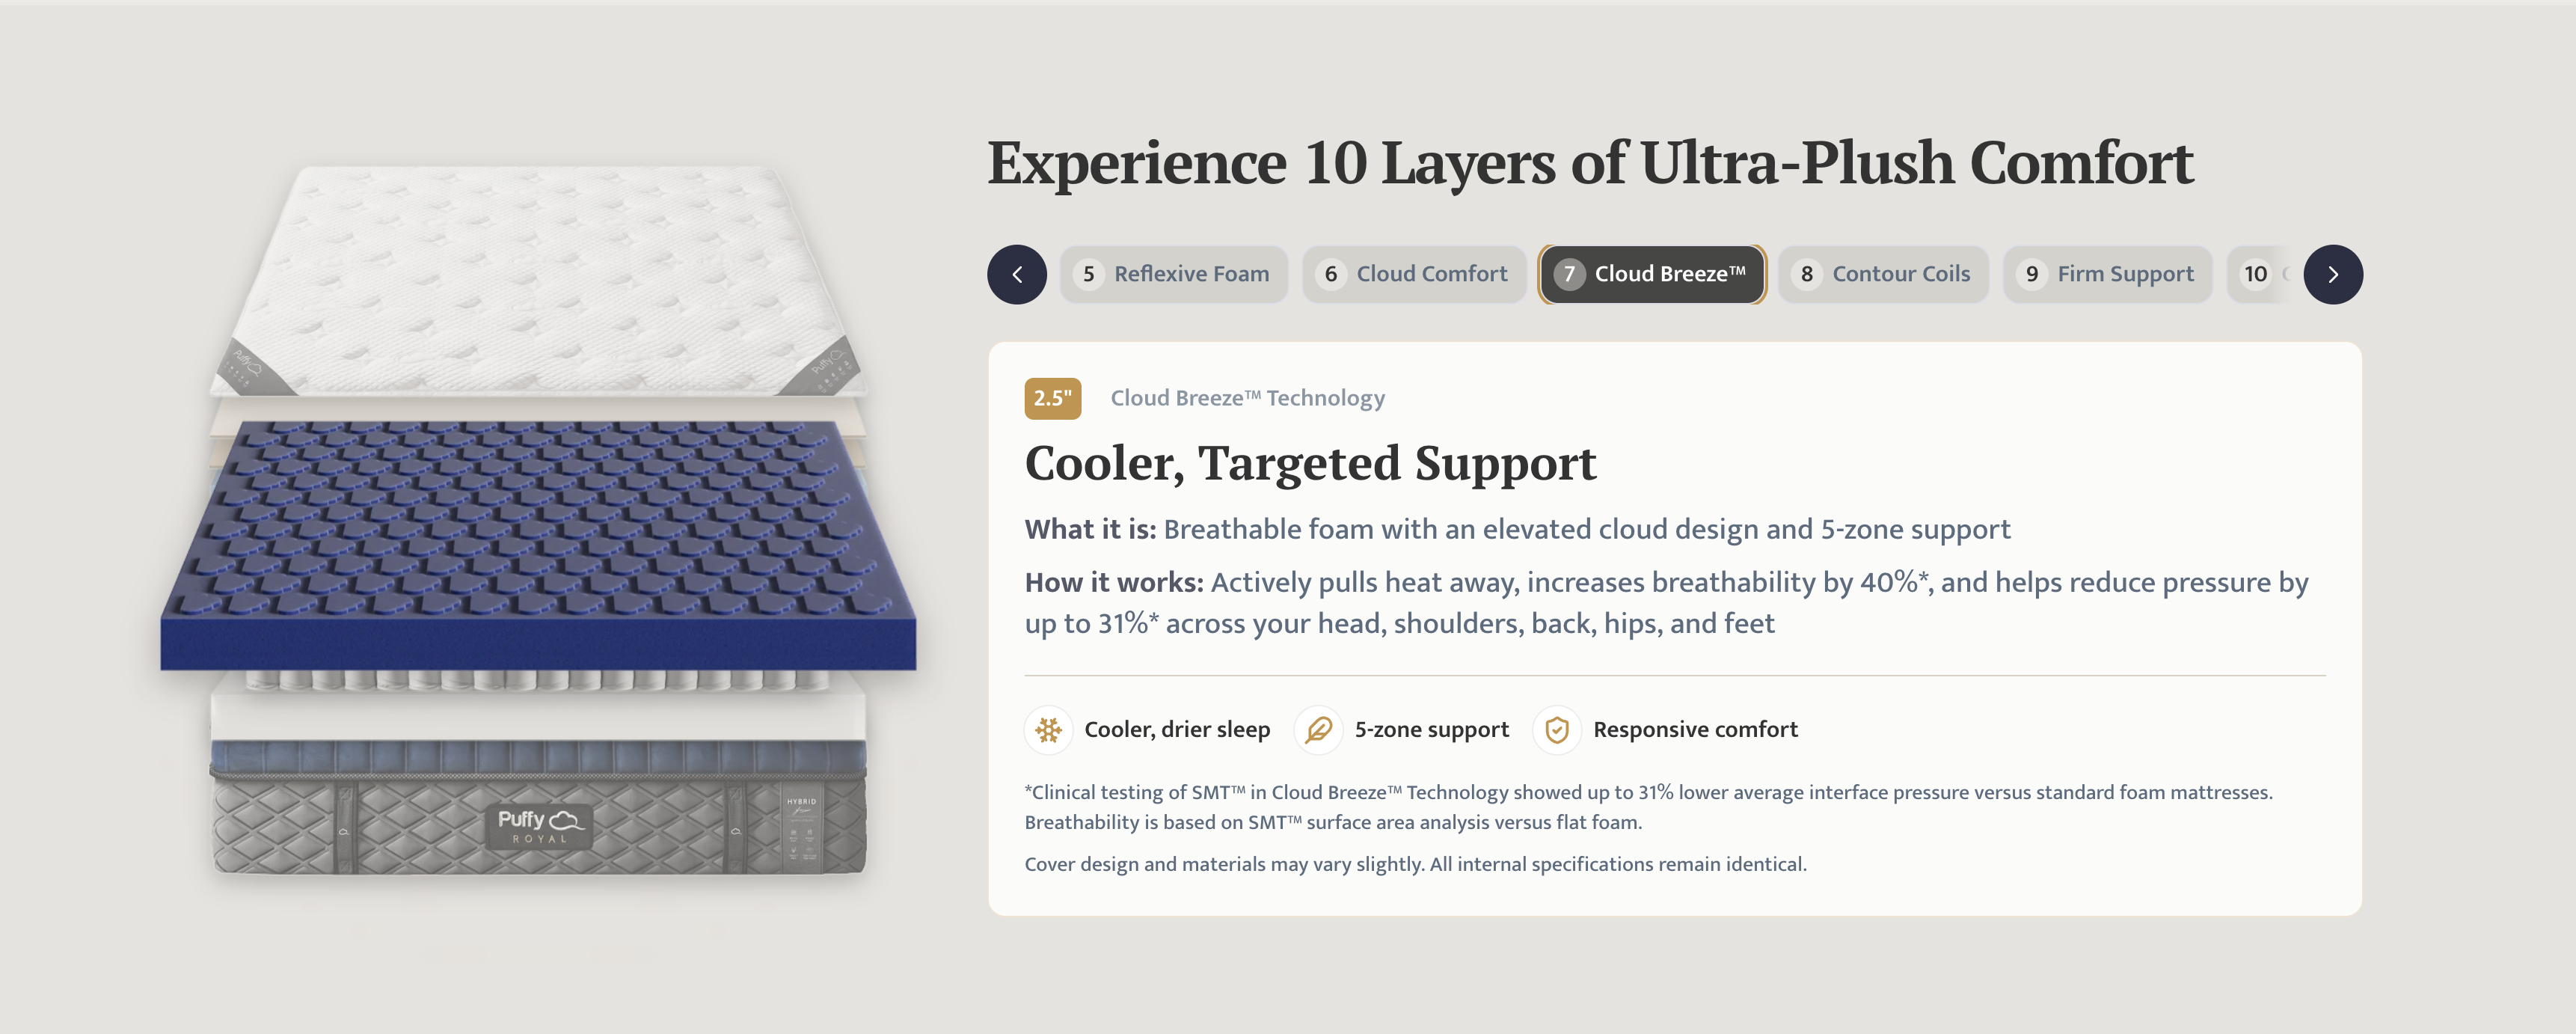 Experience 10 Layers of Ultra-Plush Comfort
5 Reflexive Foam
6 Cloud Comfort
7 Cloud Breeze™
8 Contour Coils
9 Firm Support
10
2.5"
Cloud Breeze™ Technology
Cooler, Targeted Support
What it is: Breathable foam with an elevated cloud design and 5-zone support
How it works: Actively pulls heat away, increases breathability by 40%*, and helps reduce pressure by
up to 31%* across your head, shoulders, back, hips, and feet
Cooler, drier sleep
5-zone support
Responsive comfort
*Clinical testing of SMT™ in Cloud Breeze™ Technology showed up to 31% lower average interface pressure versus standard foam mattresses.
Breathability is based on SMT™ surface area analysis versus flat foam.
Cover design and materials may vary slightly. All internal specifications remain identical.
Puffy
Puffy
Puffy
ROYAL
HYBRID